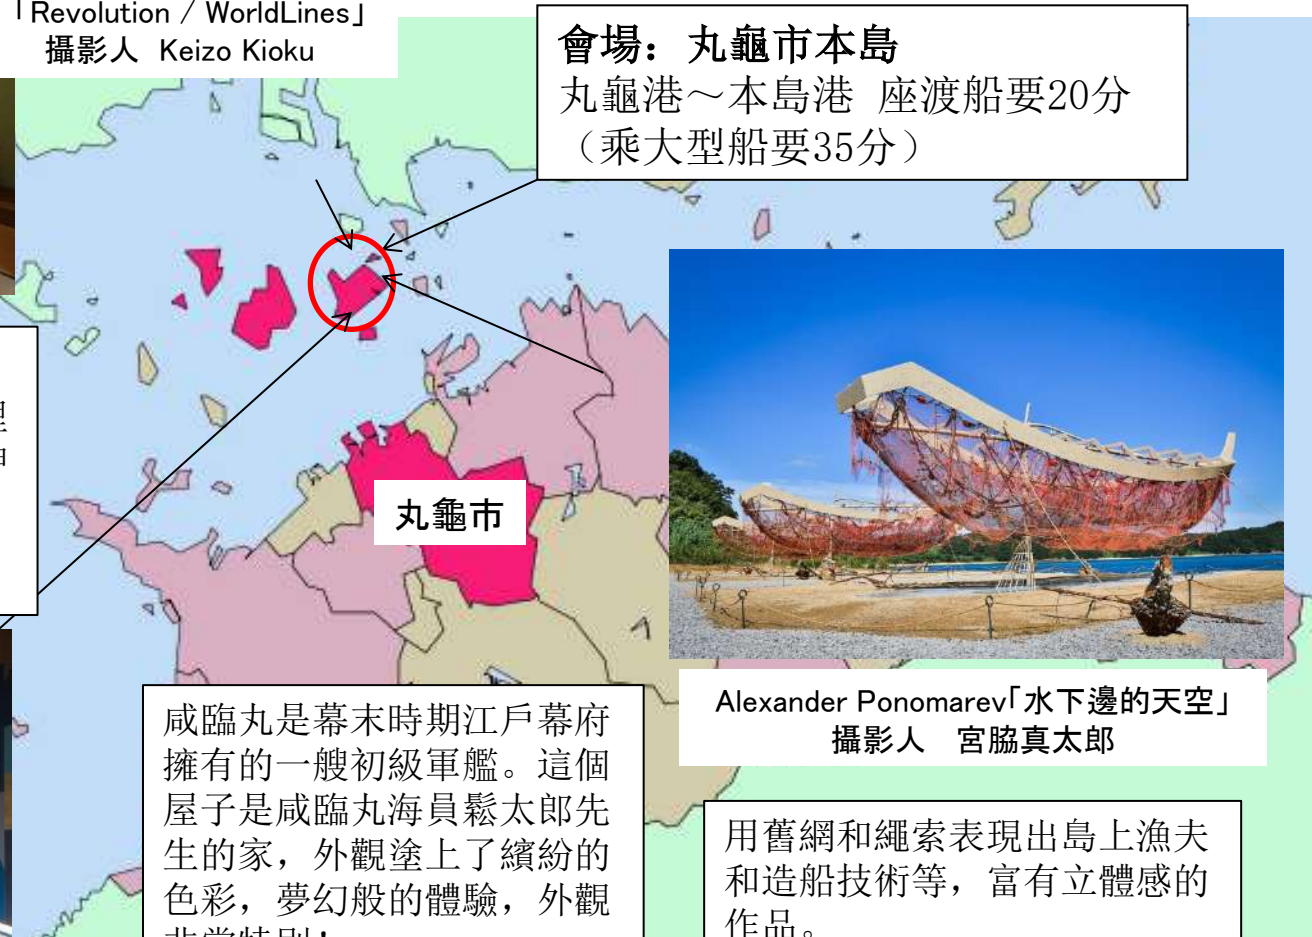 「Revolution / WorldLines」
攝影人 Keizo Kioku
會場：丸龜市本島
丸龜港～本島港 座渡船要20分
（乘大型船要35分）
丸龜市
Alexander Ponomarev「水下邊的天空」
攝影人 宮脇真太郎
咸臨丸是幕末時期江戶幕府
擁有的一艘初級軍艦。這個
屋子是咸臨丸海員鬆太郎先
生的家，外觀塗上了繽紛的
色彩，夢幻般的體驗，外觀
非常特別！
用舊網和繩索表現出島上漁夫
和造船技術等，富有立體感的
作品。